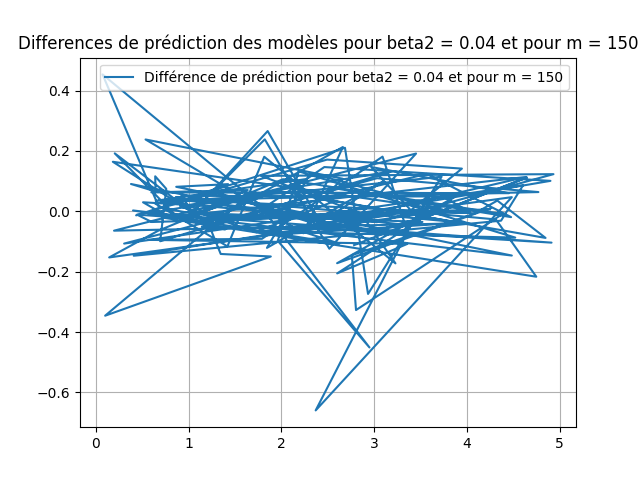 Differences de prédiction des modèles pour beta2 = 0.04 et pour m = 150
Différence de prédiction pour beta2 = 0.04 et pour m = 150
0.4
0.2
0.0
−0.2
−0.4
−0.6
0 1 2 3 4 5